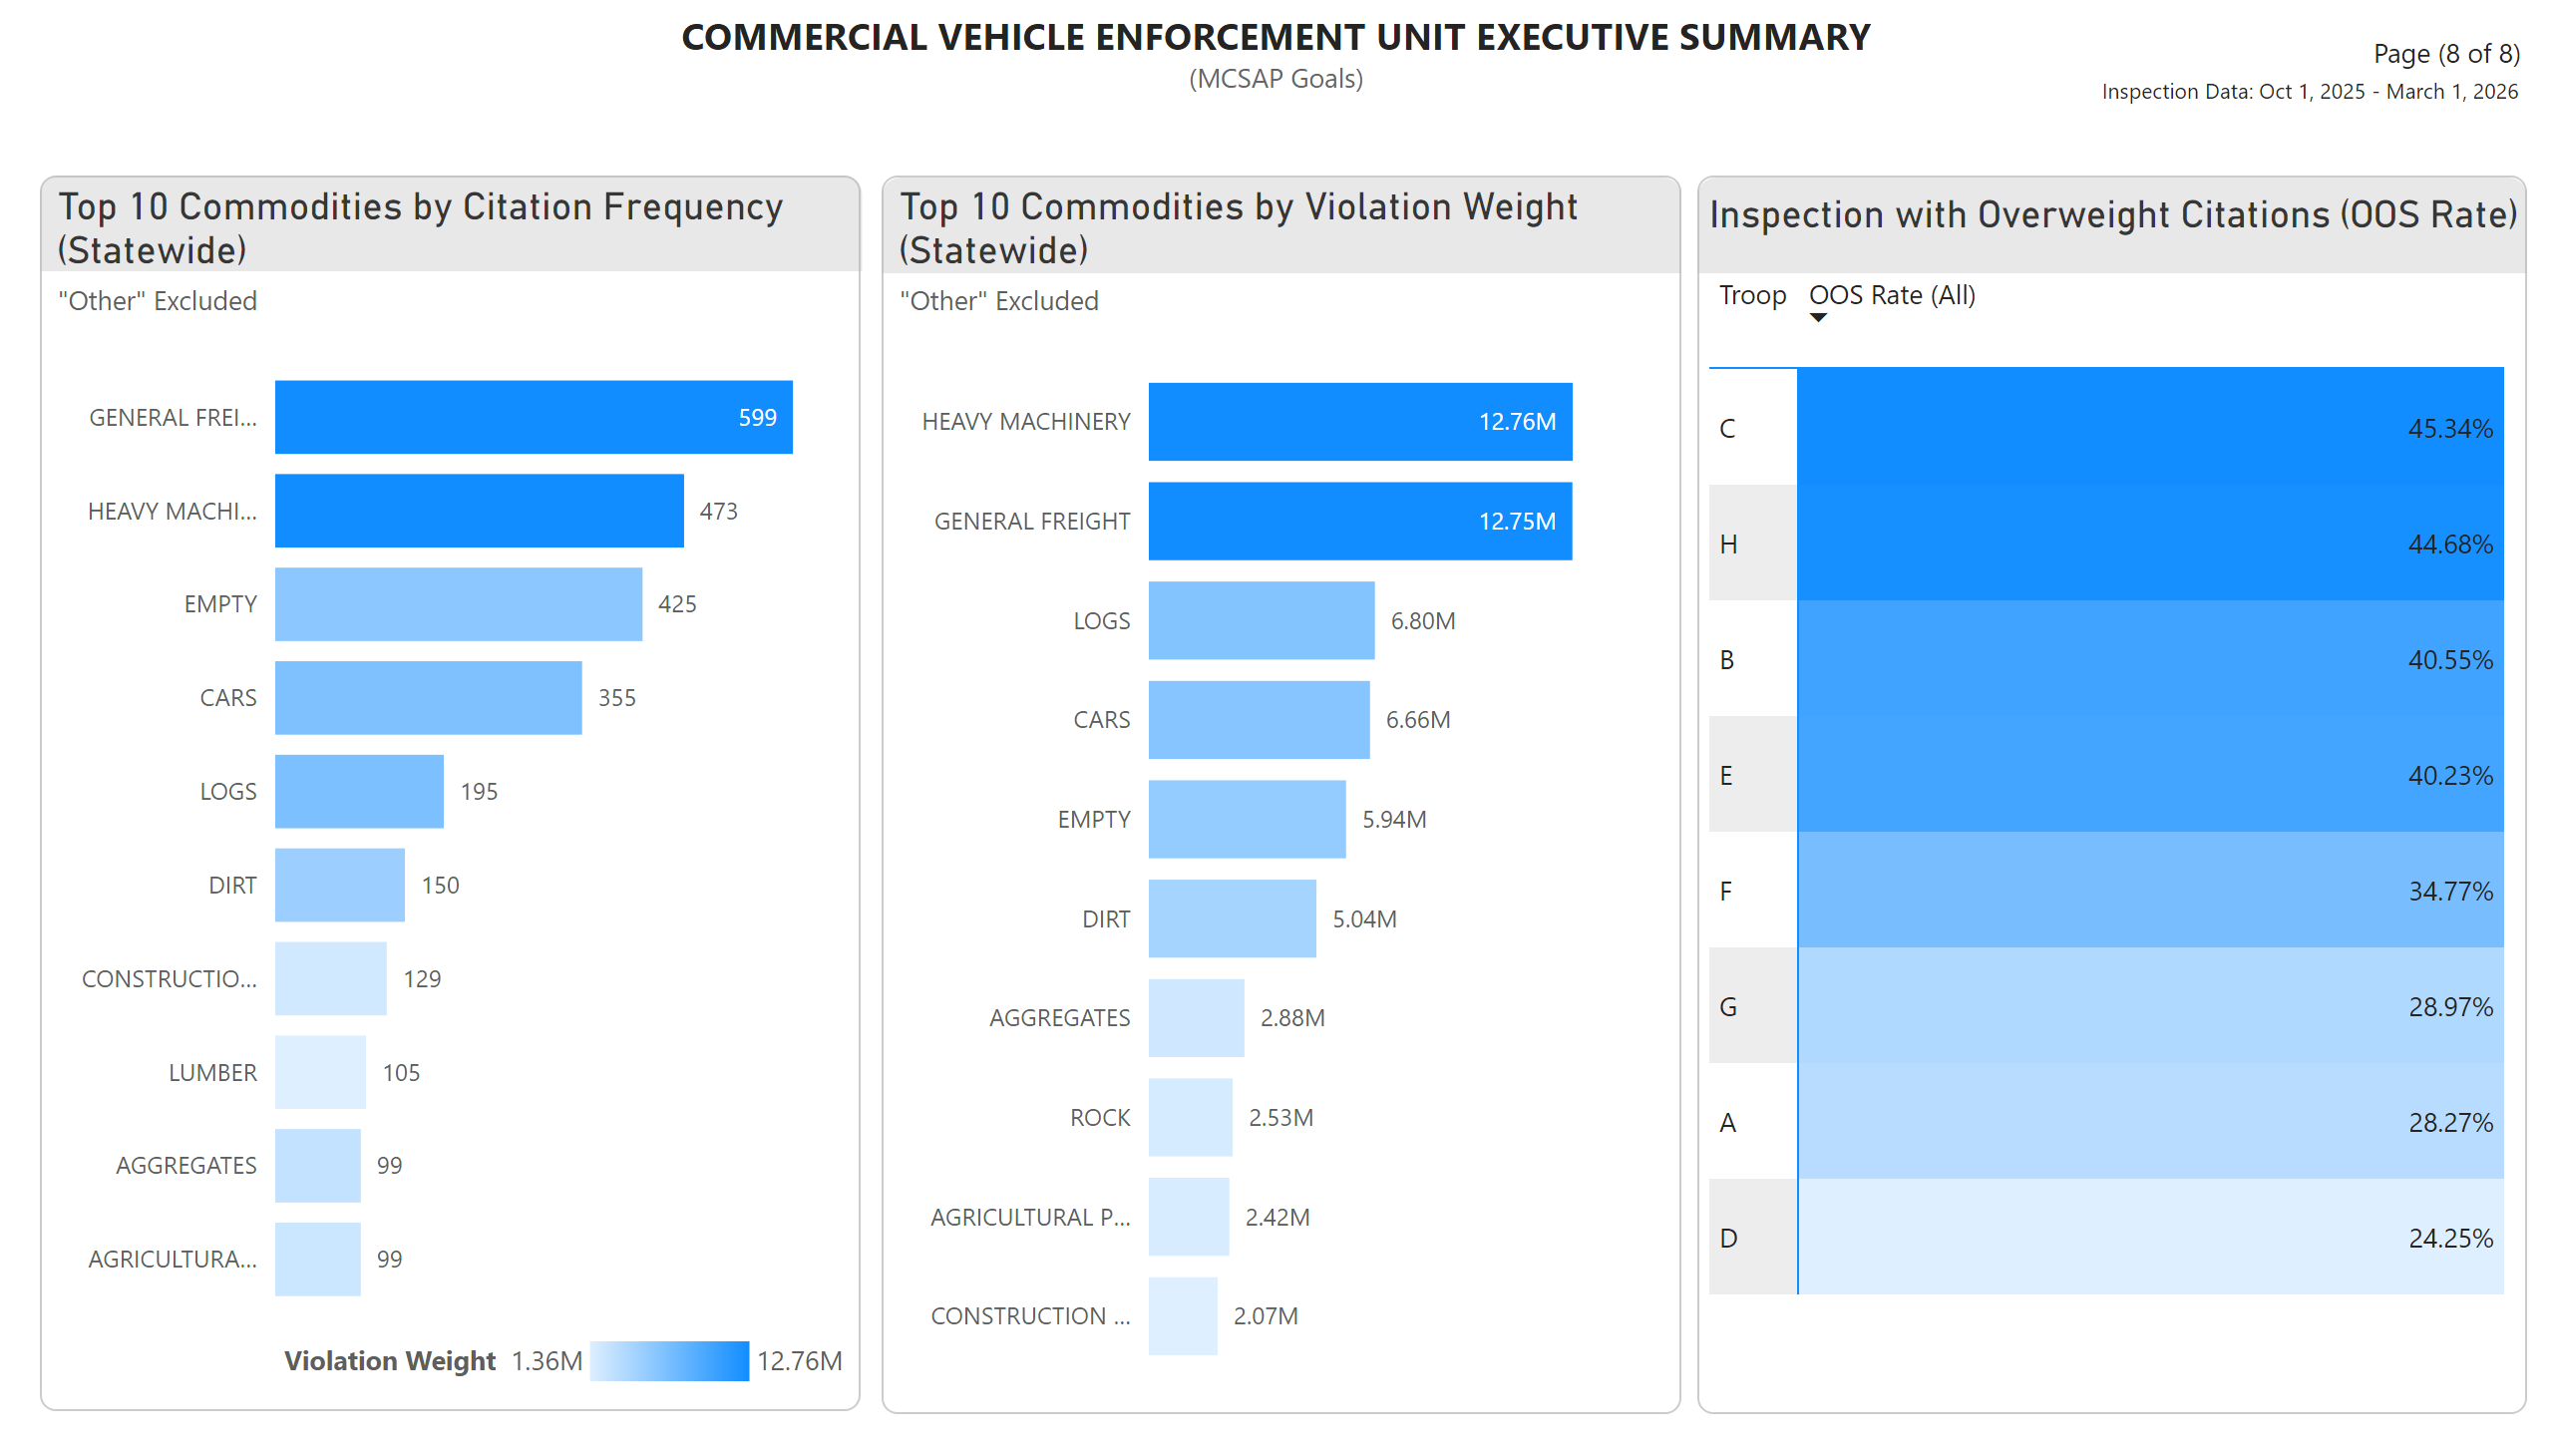 COMMERCIAL VEHICLE ENFORCEMENT UNIT EXECUTIVE SUMMARY
(MCSAP Goals)
Page (8 of 8)
Inspection Data: Oct 1, 2025 - March 1, 2026
Top 10 Commodities by Citation Frequency
(Statewide)
"Other" Excluded
GENERAL FREI... 599
HEAVY MACHI... 473
EMPTY 425
CARS 355
LOGS 195
DIRT 150
CONSTRUCTIO... 129
LUMBER 105
AGGREGATES 99
AGRICULTURA... 99
Violation Weight 1.36M 12.76M
Top 10 Commodities by Violation Weight
(Statewide)
"Other" Excluded
HEAVY MACHINERY 12.76M
GENERAL FREIGHT 12.75M
LOGS 6.80M
CARS 6.66M
EMPTY 5.94M
DIRT 5.04M
AGGREGATES 2.88M
ROCK 2.53M
AGRICULTURAL P... 2.42M
CONSTRUCTION ... 2.07M
Inspection with Overweight Citations (OOS Rate)
Troop OOS Rate (All)
C 45.34%
H 44.68%
B 40.55%
E 40.23%
F 34.77%
G 28.97%
A 28.27%
D 24.25%